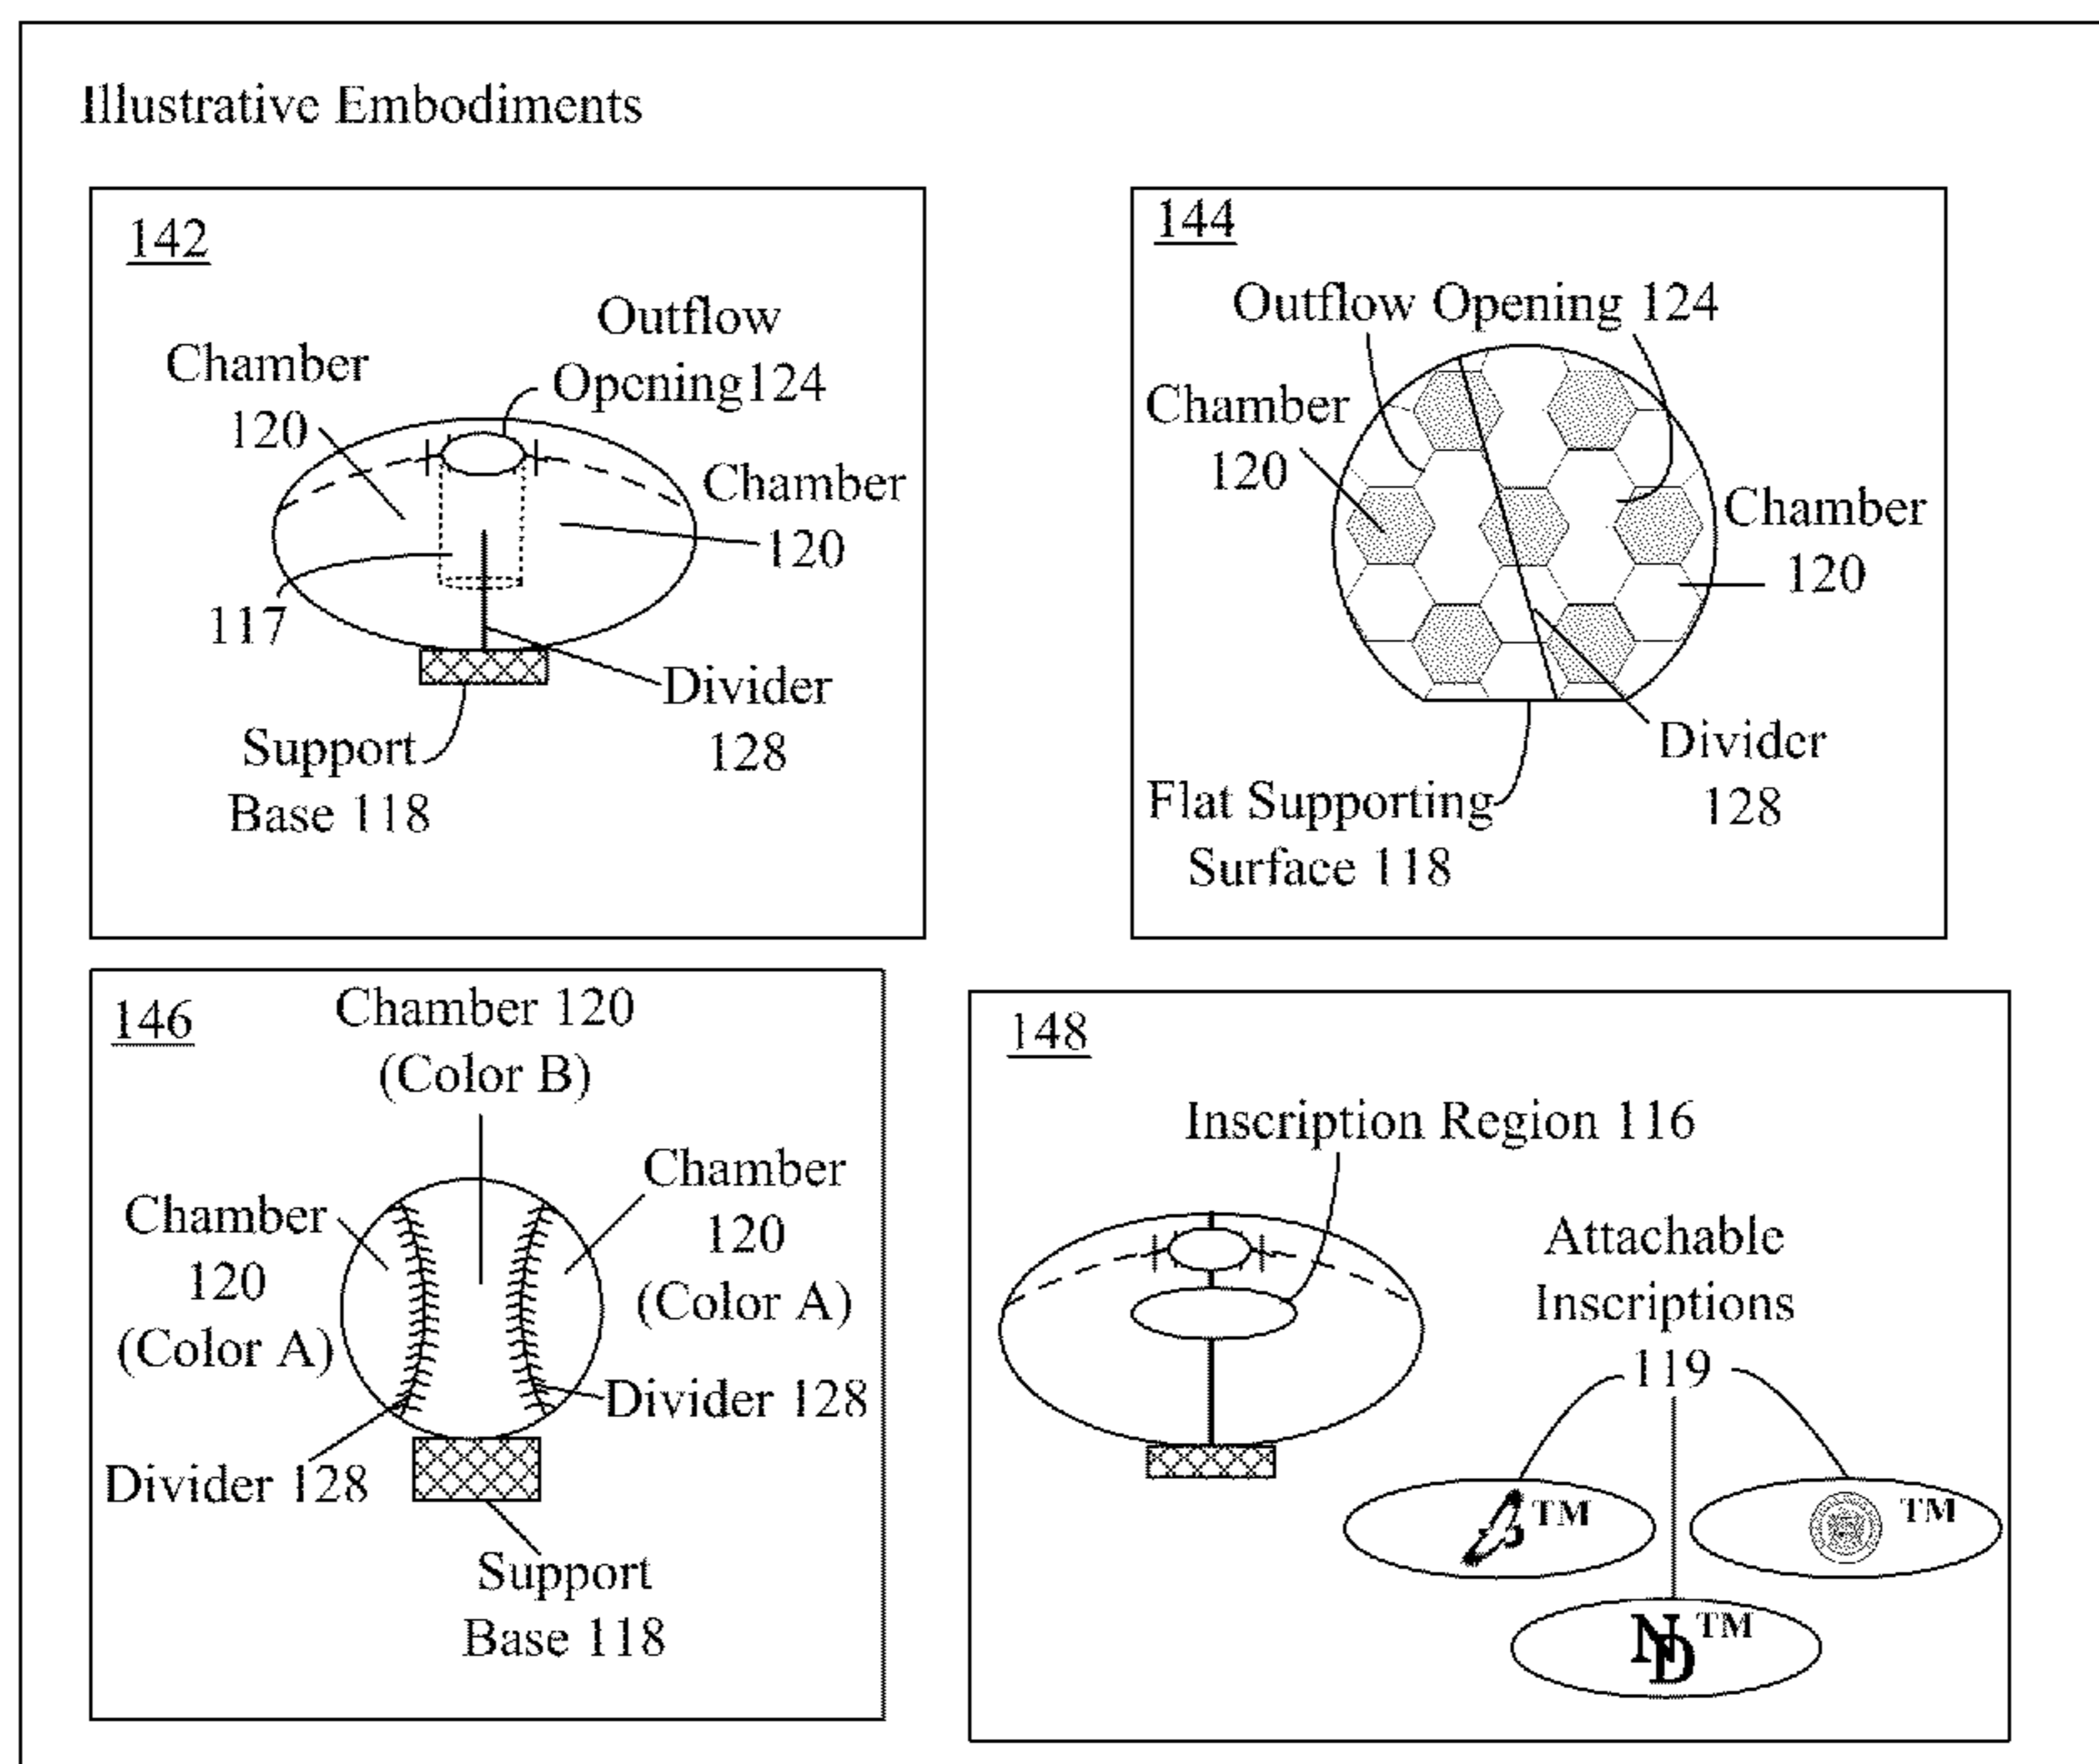 Illustrative Embodiments
142
Outflow
Opening124
Chamber
120
Chamber
120
117
Divider
128
Support
Base 118
144
Outflow Opening 124
Chamber
120
Chamber
120
Divider
128
Flat Supporting
Surface 118
146
Chamber 120
(Color B)
Chamber
120
(Color A)
Chamber
120
(Color A)
Divider 128
Divider 128
Support
Base 118
148
Inscription Region 116
Attachable
Inscriptions
119
TM
TM
ND TM